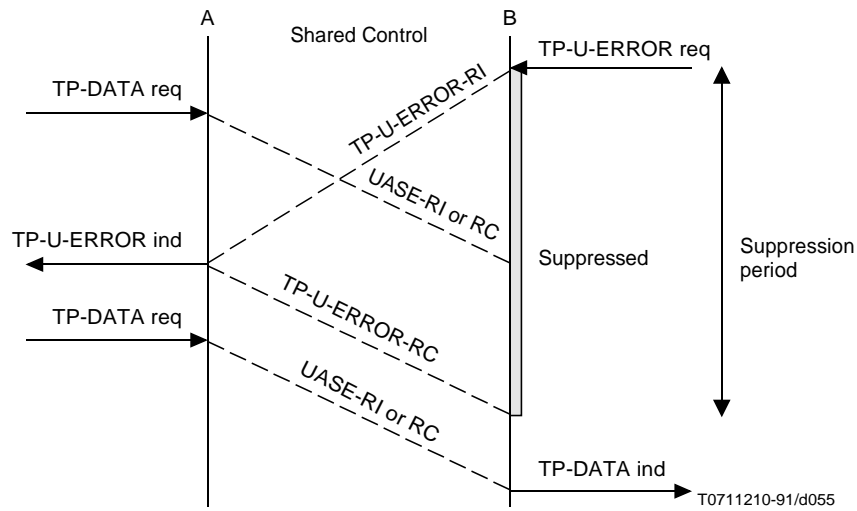 A
B
Shared Control
TP-U-ERROR req
TP-DATA req
TP-U-ERROR-RI
UASE-RI or RC
TP-U-ERROR ind
Suppressed
Suppression
period
TP-DATA req
TP-U-ERROR-RC
UASE-RI or RC
TP-DATA ind
T0711210-91/d055